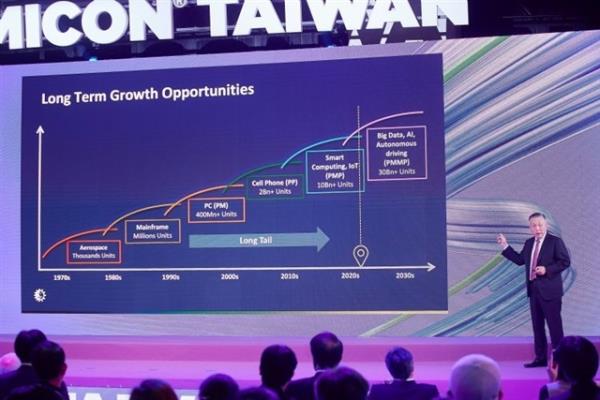 MICON® TAIWAN
Long Term Growth Opportunities
Big Data, AI,
Autonomous
driving
(PMMP)
30Bn+ Units
Smart
Computing, IoT
(PMP)
10Bn+ Units
Cell Phone (PP)
2Bn+ Units
PC (PM)
400Mn+ Units
Mainframe
Millions Units
Aerospace
Thousands Units
Long Tail
1970s 1980s 1990s 2000s 2010s 2020s 2030s